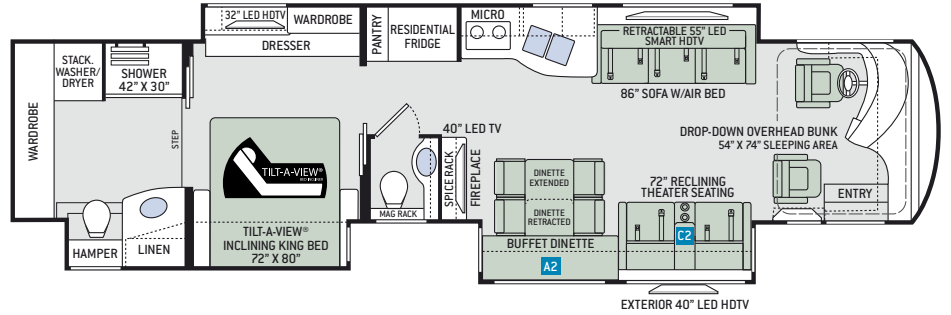 32" LED HDTV
WARDROBE
DRESSER
PANTRY
RESIDENTIAL
FRIDGE
MICRO
RETRACTABLE 55" LED
SMART HDTV
86" SOFA W/AIR BED
STACK.
WASHER/
DRYER
SHOWER
42" X 30"
WARDROBE
STEP
TILT-A-VIEW®
BED INCLINER
TILT-A-VIEW®
INCLINING KING BED
72" X 80"
HAMPER
LINEN
MAG RACK
40" LED TV
SPICE RACK
FIREPLACE
DINETTE
EXTENDED
DINETTE
RETRACTED
BUFFET DINETTE
A2
DROP-DOWN OVERHEAD BUNK
54" X 74" SLEEPING AREA
72" RECLINING
THEATER SEATING
C2
ENTRY
EXTERIOR 40" LED HDTV